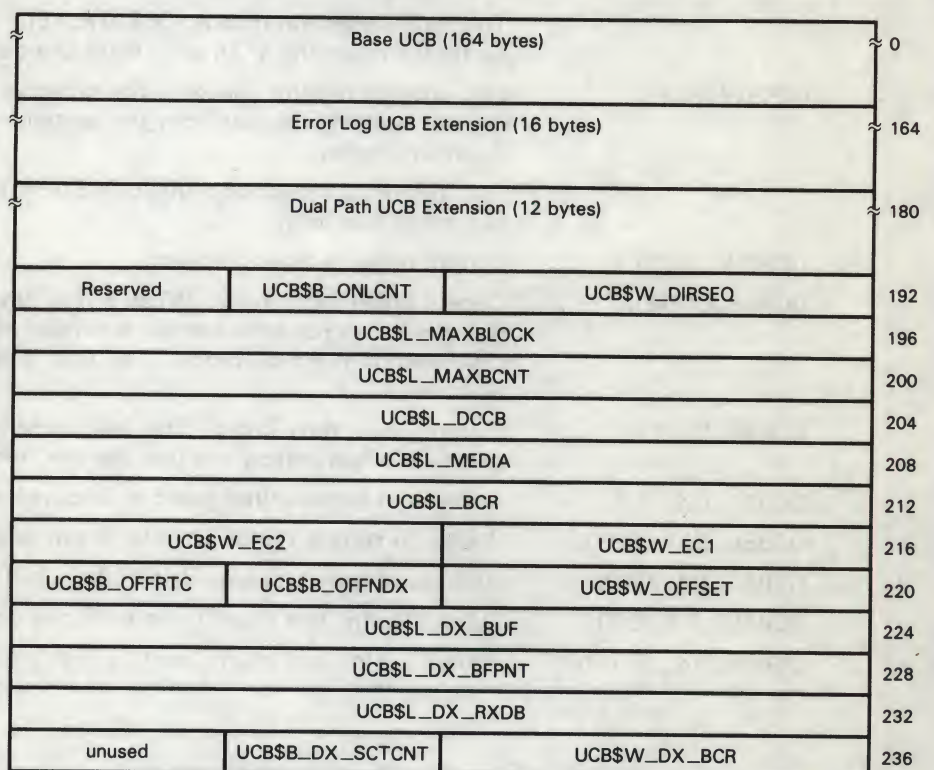 Base UCB (164 bytes) 0
Error Log UCB Extension (16 bytes) 164
Dual Path UCB Extension (12 bytes) 180
Reserved UCB$B_ONLCNT UCB$W_DIRSEQ 192
UCB$L_MAXBLOCK 196
UCB$L_MAXBCNT 200
UCB$L_DCCB 204
UCB$L_MEDIA 208
UCB$L_BCR 212
UCB$W_EC2 UCB$W_EC1 216
UCB$B_OFFRTC UCB$B_OFFNDX UCB$W_OFFSET 220
UCB$L_DX_BUF 224
UCB$L_DX_BFPNT 228
UCB$L_DX_RXDB 232
unused UCB$B_DX_SCTCNT UCB$W_DX_BCR 236